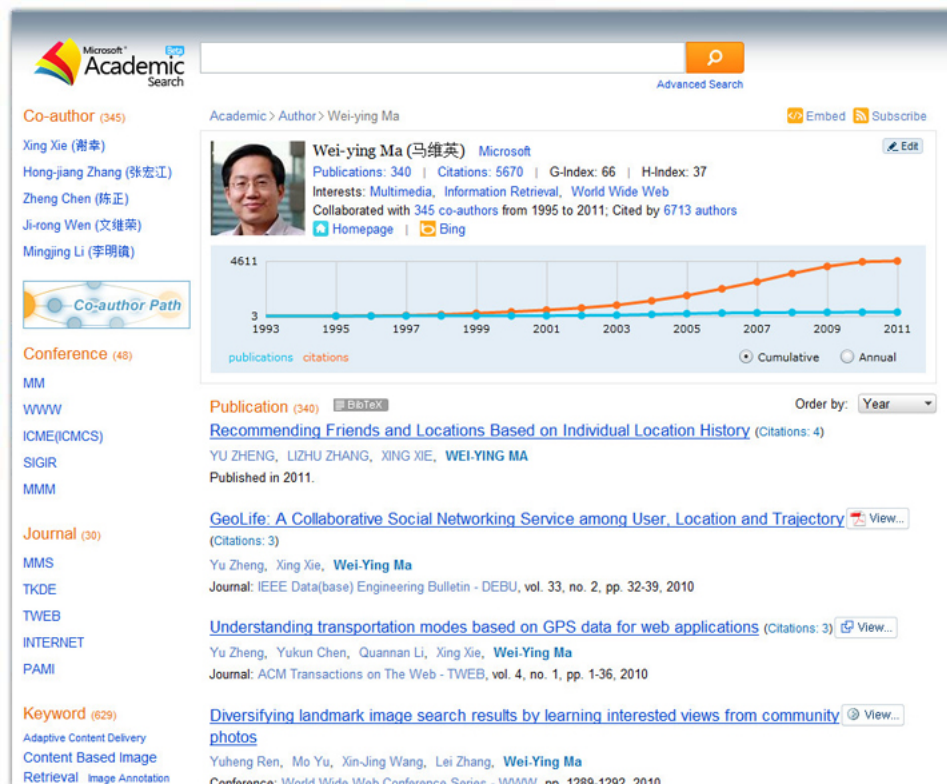 Microsoft® Beta
Academic
Search
Advanced Search
Co-author (345)
Xing Xie (谢幸)
Hong-jiang Zhang (张宏江)
Zheng Chen (陈正)
Ji-rong Wen (文继荣)
Mingjing Li (李明镜)
Co-author Path
Conference (48)
MM
WWW
ICME(ICMCS)
SIGIR
MMM
Journal (30)
MMS
TKDE
TWEB
INTERNET
PAMI
Keyword (629)
Adaptive Content Delivery
Content Based Image
Retrieval Image Annotation
Academic > Author > Wei-ying Ma
Embed Subscribe
Wei-ying Ma (马维英) Microsoft
Edit
Publications: 340 | Citations: 5670 | G-Index: 66 | H-Index: 37
Interests: Multimedia, Information Retrieval, World Wide Web
Collaborated with 345 co-authors from 1995 to 2011; Cited by 6713 authors
Homepage | Bing
4611
3
1993 1995 1997 1999 2001 2003 2005 2007 2009 2011
publications citations
Cumulative Annual
Publication (340) BibTeX
Order by: Year
Recommending Friends and Locations Based on Individual Location History (Citations: 4)
YU ZHENG, LIZHU ZHANG, XING XIE, WEI-YING MA
Published in 2011.
GeoLife: A Collaborative Social Networking Service among User, Location and Trajectory View...
(Citations: 3)
Yu Zheng, Xing Xie, Wei-Ying Ma
Journal: IEEE Data(base) Engineering Bulletin - DEBU, vol. 33, no. 2, pp. 32-39, 2010
Understanding transportation modes based on GPS data for web applications (Citations: 3) View...
Yu Zheng, Yukun Chen, Quannan Li, Xing Xie, Wei-Ying Ma
Journal: ACM Transactions on The Web - TWEB, vol. 4, no. 1, pp. 1-36, 2010
Diversifying landmark image search results by learning interested views from community View...
photos
Yuheng Ren, Mo Yu, Xin-Jing Wang, Lei Zhang, Wei-Ying Ma
Conference: World Wide Web Conference Series - WWW, pp. 1289-1292, 2010